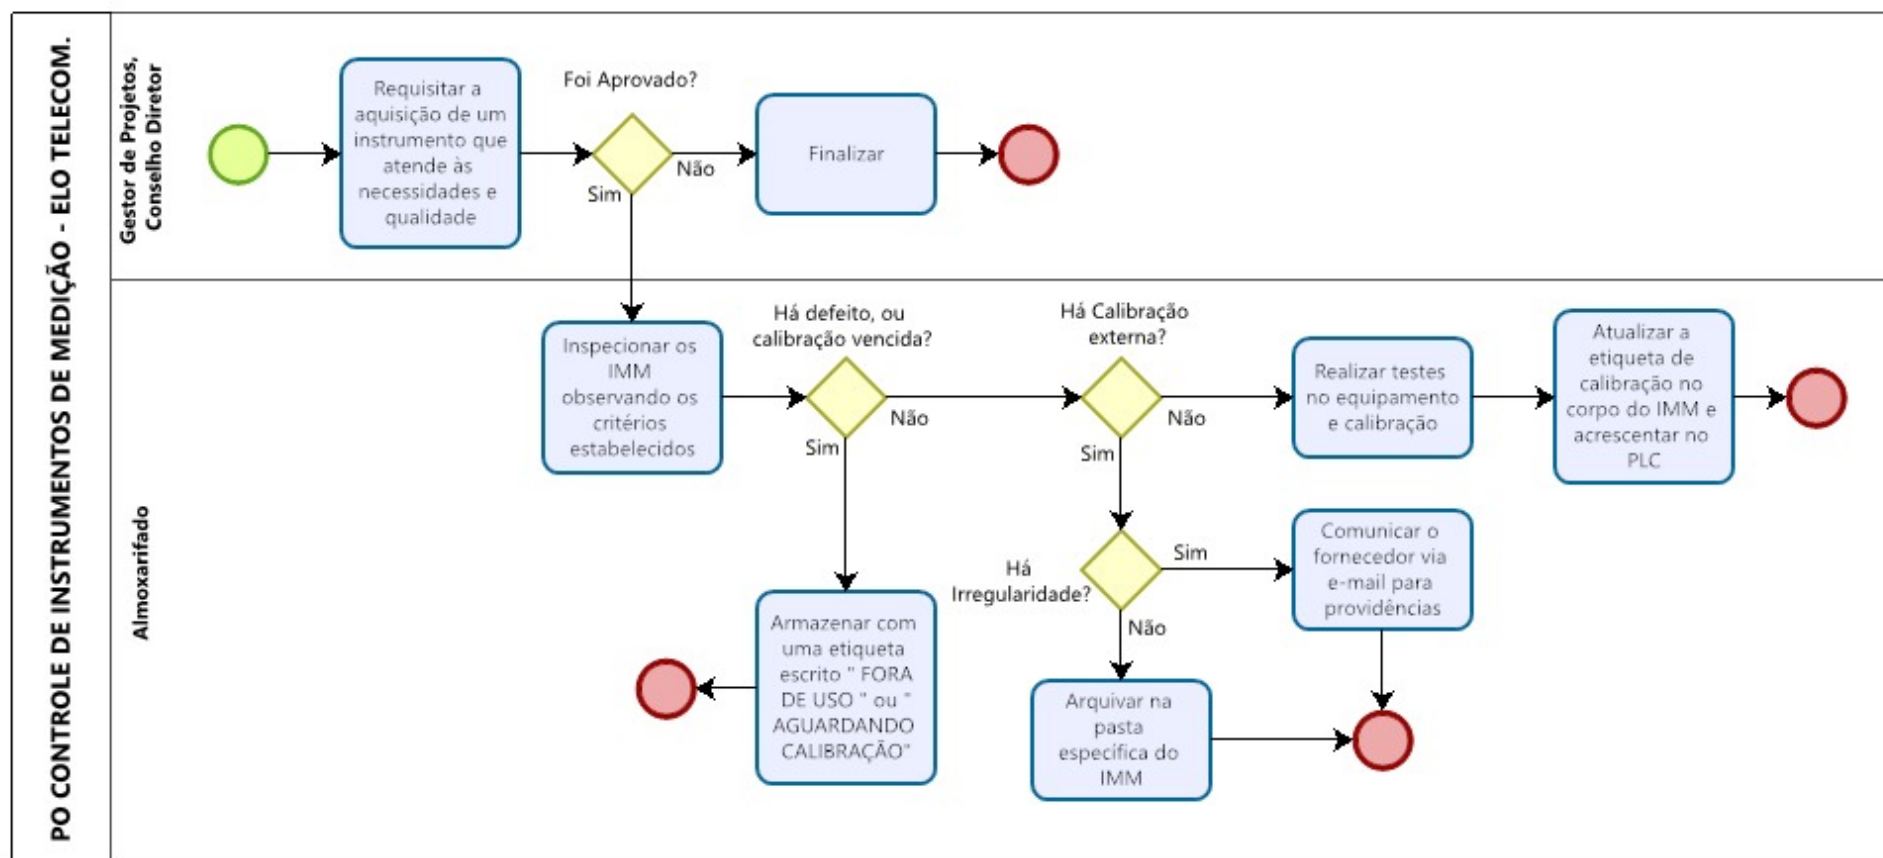 PO CONTROLE DE INSTRUMENTOS DE MEDIÇÃO - ELO TELECOM.
Gestor de Projetos,
Conselho Diretor
Requisitar a
aquisição de um
instrumento que
atende às
necessidades e
qualidade
Foi Aprovado?
Não
Sim
Finalizar
Almoxarifado
Inspecionar os
IMM
observando os
critérios
estabelecidos
Há defeito, ou
calibração vencida?
Não
Sim
Há Calibração
externa?
Não
Sim
Realizar testes
no equipamento
e calibração
Atualizar a
etiqueta de
calibração no
corpo do IMM e
acrescentar no
PLC
Há
Irregularidade?
Sim
Não
Comunicar o
fornecedor via
e-mail para
providências
Armazenar com
uma etiqueta
escrito " FORA
DE USO " ou "
AGUARDANDO
CALIBRAÇÃO"
Arquivar na
pasta
específica do
IMM